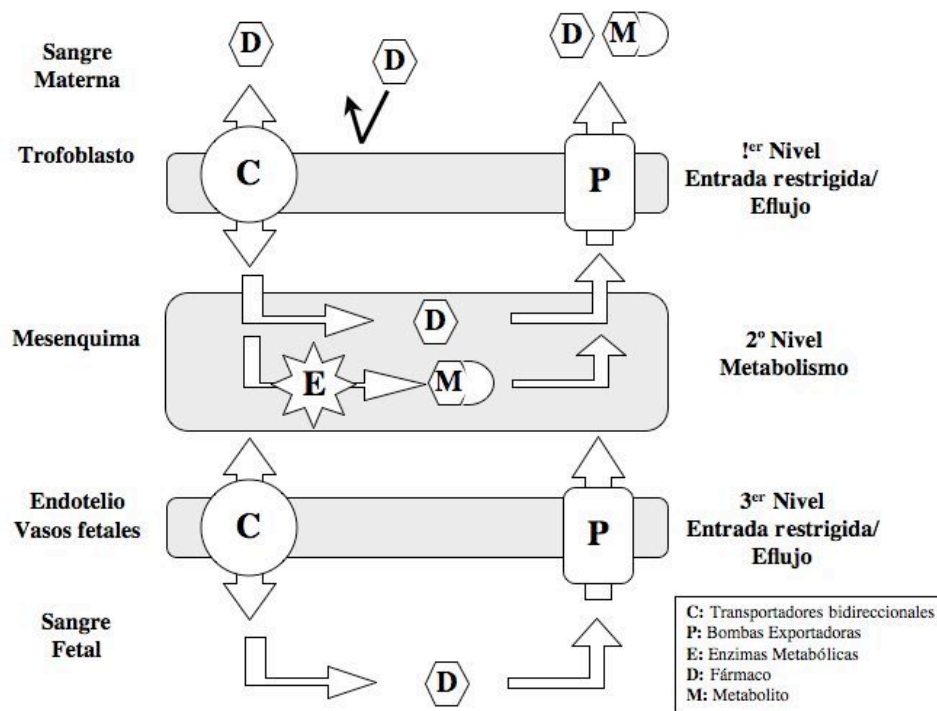 D
D
D
M
Sangre
Materna
Trofoblasto
C
P
!er Nivel
Entrada restrigida/
Eflujo
Mesenquima
D
E
M
2º Nivel
Metabolismo
Endotelio
Vasos fetales
C
P
3er Nivel
Entrada restrigida/
Eflujo
Sangre
Fetal
D
C: Transportadores bidireccionales
P: Bombas Exportadoras
E: Enzimas Metabólicas
D: Fármaco
M: Metabolito